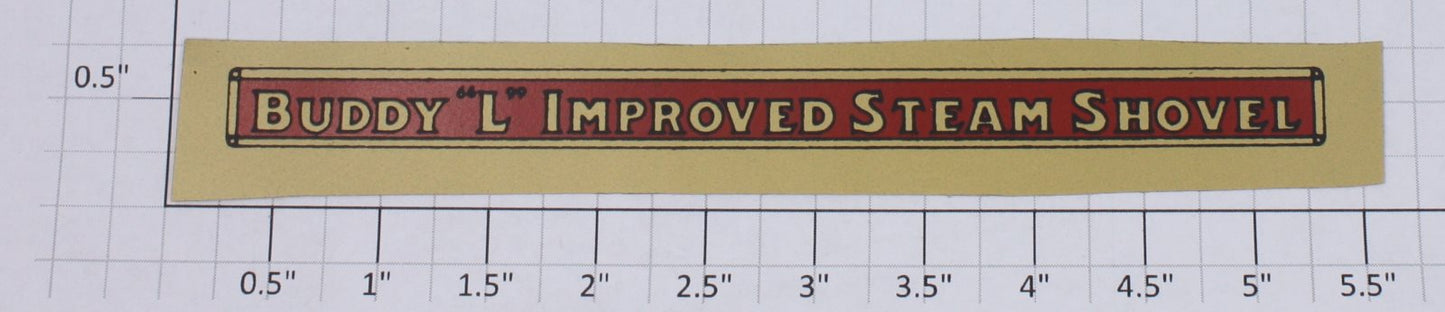 0.5"
BUDDY "L" IMPROVED STEAM SHOVEL
0.5" 1" 1.5" 2" 2.5" 3" 3.5" 4" 4.5" 5" 5.5"